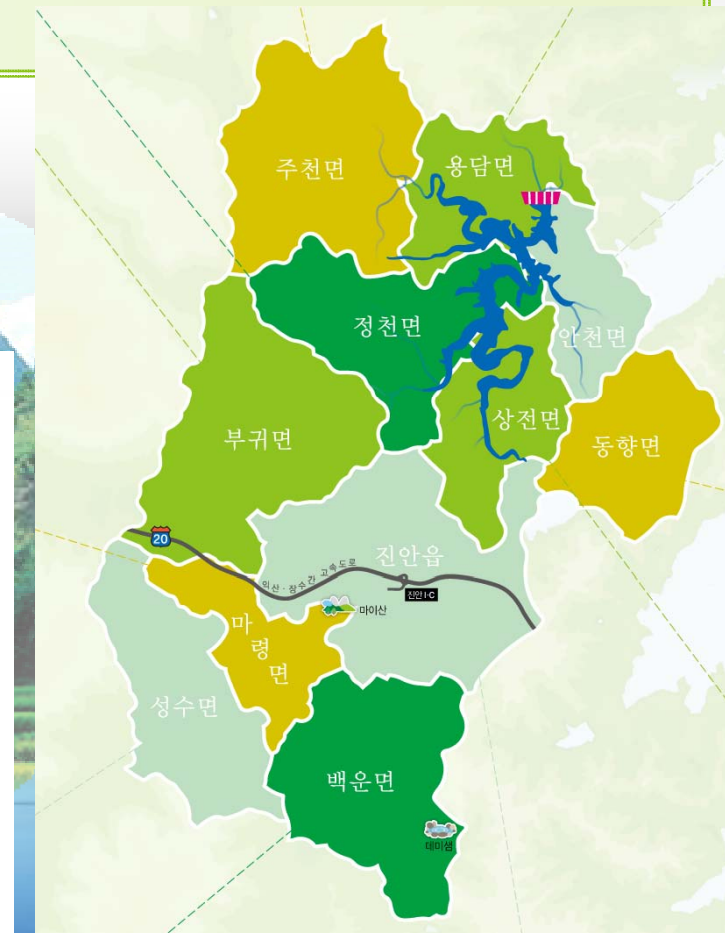 주천면
용담면
정천면
안천면
상전면
부귀면
동향면
20
익산·장수간 고속도로
진안읍
진안 I·C
마이산
마령면
성수면
백운면
데미샘